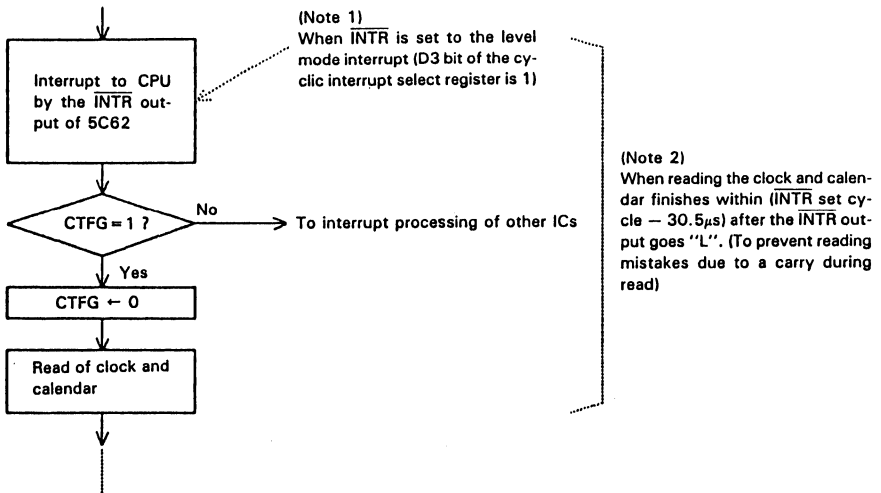 (Note 1)
When I̅N̅T̅R̅ is set to the level
mode interrupt (D3 bit of the cy-
clic interrupt select register is 1)
Interrupt to CPU
by the I̅N̅T̅R̅ out-
put of 5C62
(Note 2)
When reading the clock and calen-
dar finishes within (I̅N̅T̅R̅ set cy-
cle − 30.5μs) after the I̅N̅T̅R̅ out-
put goes "L". (To prevent reading
mistakes due to a carry during
read)
CTFG = 1 ?
No
To interrupt processing of other ICs
Yes
CTFG ← 0
Read of clock and
calendar